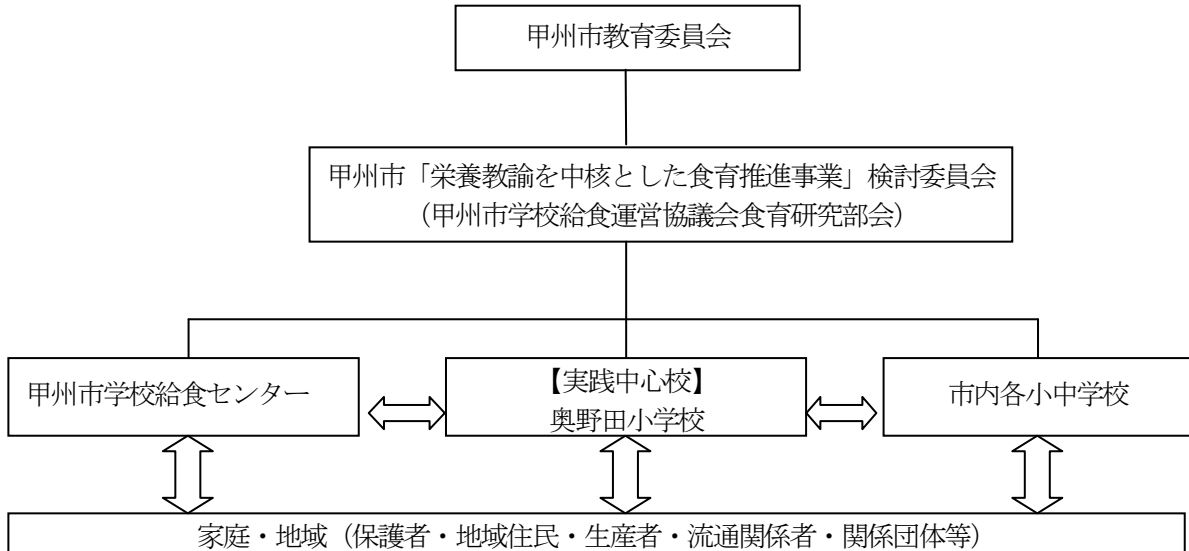 甲州市教育委員会
甲州市「栄養教諭を中核とした食育推進事業」検討委員会
（甲州市学校給食運営協議会食育研究部会）
甲州市学校給食センター
【実践中心校】
奥野田小学校
市内各小中学校
家庭・地域（保護者・地域住民・生産者・流通関係者・関係団体等）